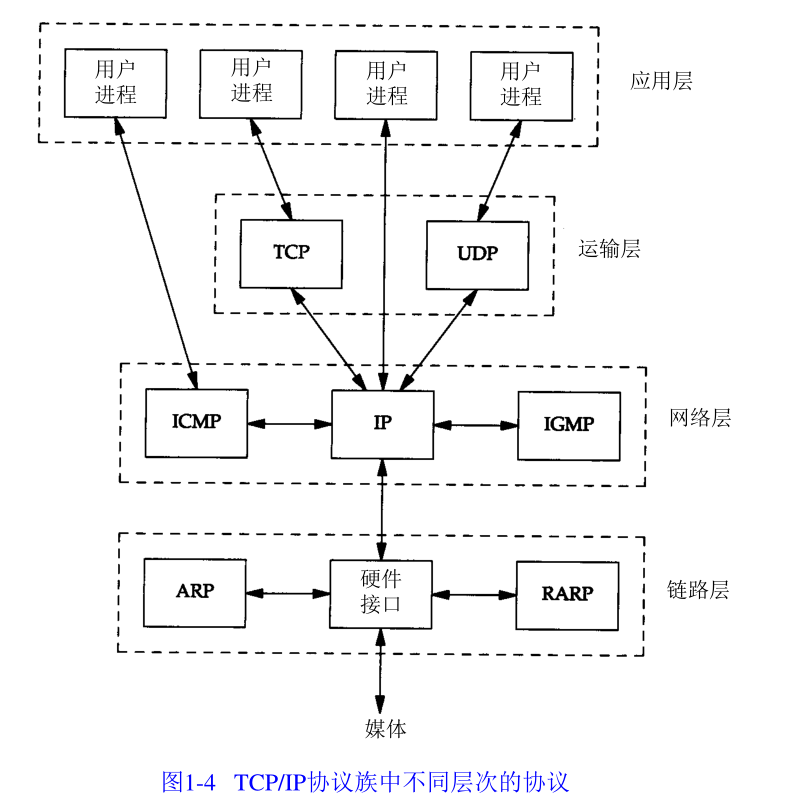 用户
进程
用户
进程
用户
进程
用户
进程
应用层
TCP
UDP
运输层
ICMP
IP
IGMP
网络层
ARP
硬件
接口
RARP
链路层
媒体
图1-4 TCP/IP协议族中不同层次的协议